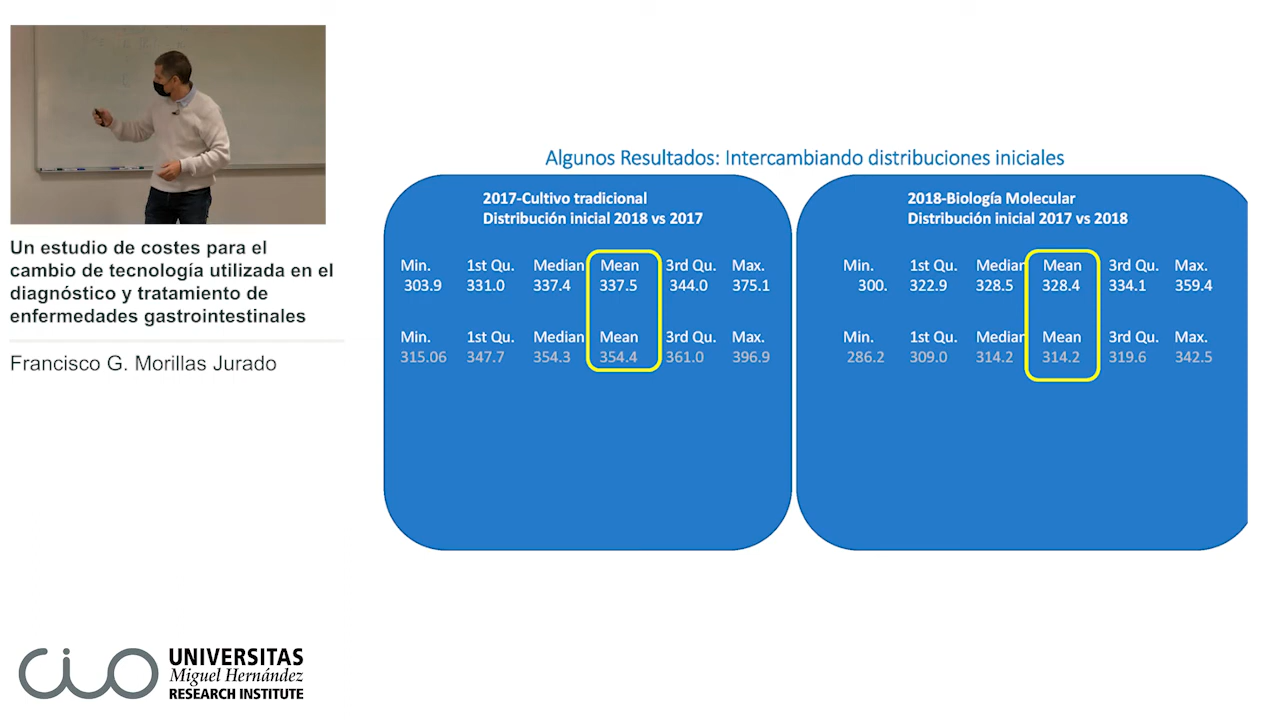 Un estudio de costes para el
cambio de tecnología utilizada en el
diagnóstico y tratamiento de
enfermedades gastrointestinales
Francisco G. Morillas Jurado
Algunos Resultados: Intercambiando distribuciones iniciales
2017-Cultivo tradicional
Distribución inicial 2018 vs 2017
Min. 1st Qu. Median Mean 3rd Qu. Max.
303.9 331.0 337.4 337.5 344.0 375.1
Min. 1st Qu. Median Mean 3rd Qu. Max.
315.06 347.7 354.3 354.4 361.0 396.9
2018-Biología Molecular
Distribución inicial 2017 vs 2018
Min. 1st Qu. Median Mean 3rd Qu. Max.
300. 322.9 328.5 328.4 334.1 359.4
Min. 1st Qu. Median Mean 3rd Qu. Max.
286.2 309.0 314.2 314.2 319.6 342.5
cio
UNIVERSITAS
Miguel Hernández
RESEARCH INSTITUTE